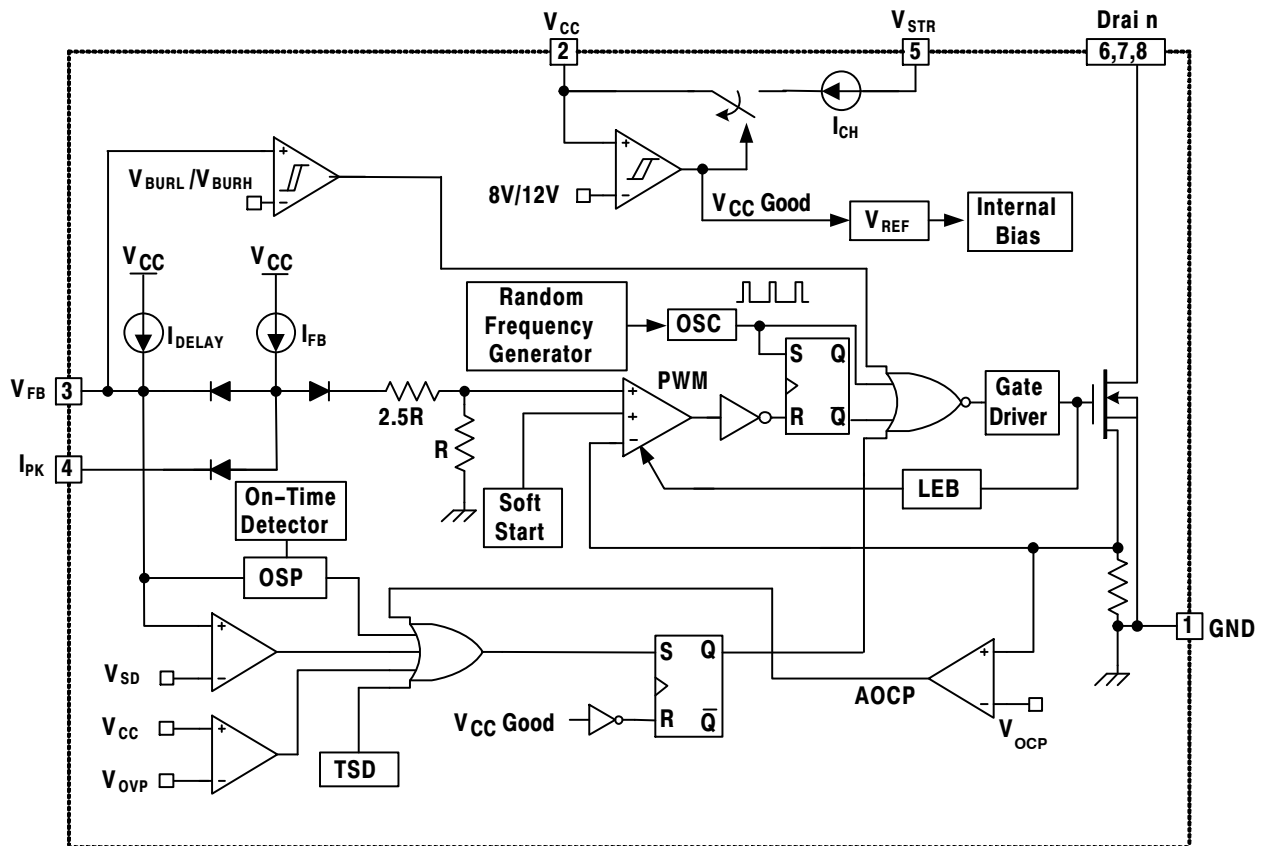 VCC
2
VSTR
5
Drai n
6,7,8
ICH
+
−
8V/12V
VCC Good
VREF
Internal
Bias
+
−
VBURL /VBURH
VCC
VCC
IDELAY
IFB
Random
Frequency
Generator
OSC
S Q
R Q̅
PWM
+
+
−
VFB 3
2.5R
R
IPK 4
Gate
Driver
LEB
Soft
Start
On−Time
Detector
OSP
+
−
VSD
VCC
+
VOVP
−
TSD
S Q
R Q̅
VCC Good
AOCP
+
−
VOCP
1 GND